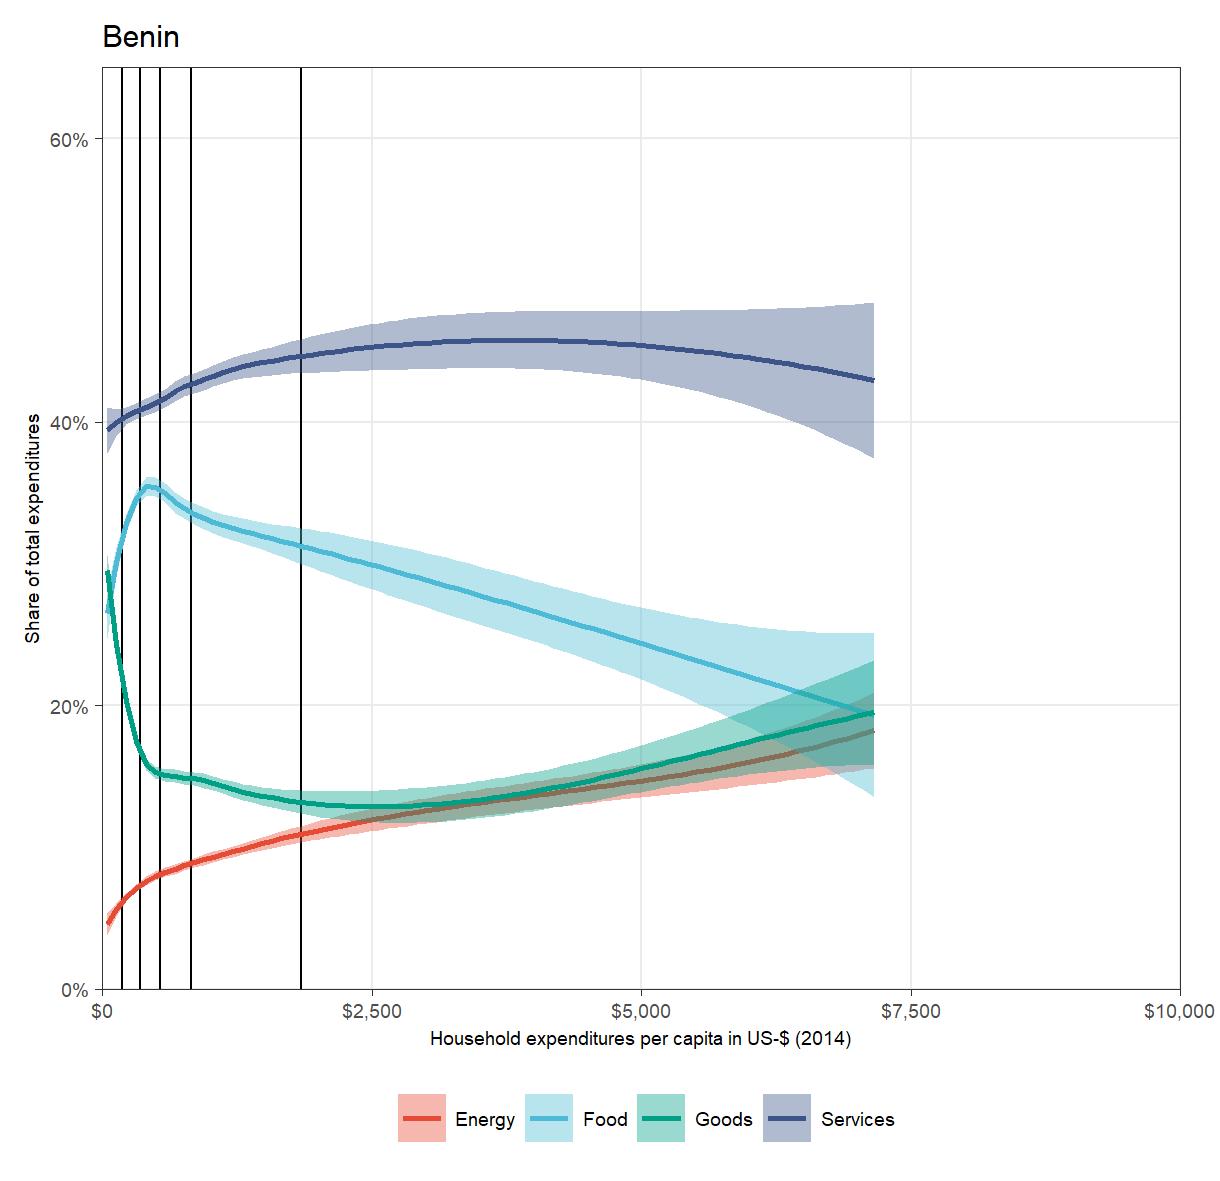 Benin
60%
40%
20%
0%
Share of total expenditures
$0
$2,500
$5,000
$7,500
$10,000
Household expenditures per capita in US-$ (2014)
Energy
Food
Goods
Services